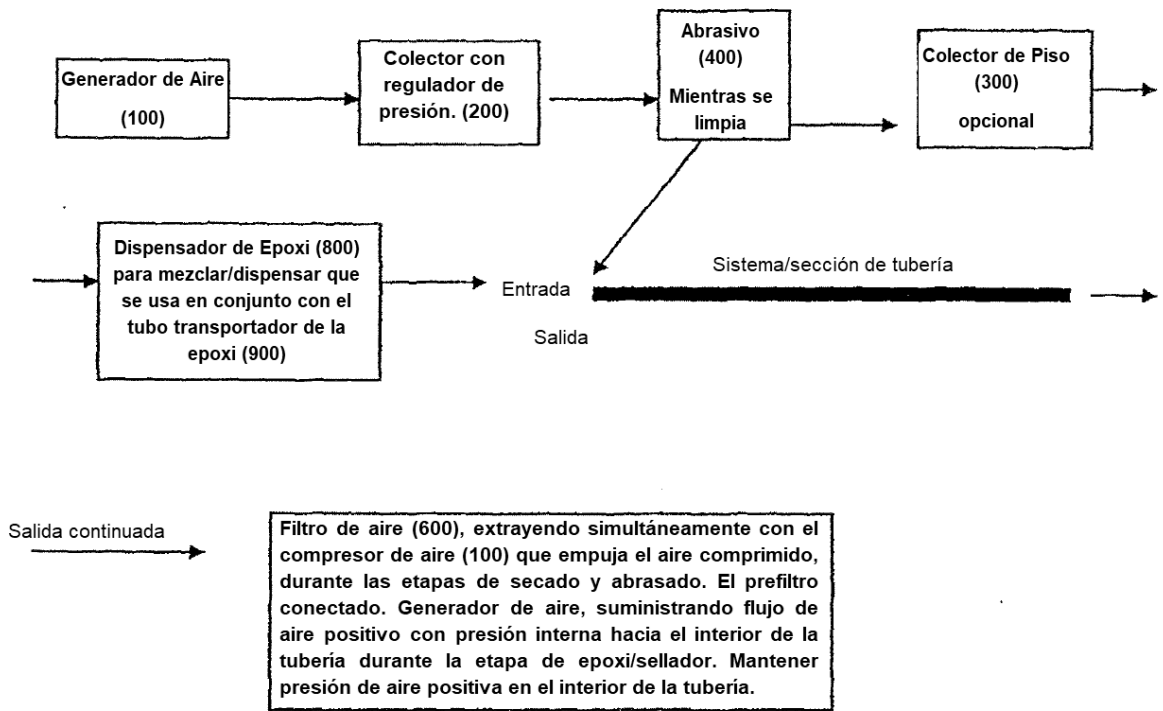 Generador de Aire
(100)
Colector con
regulador de
presión. (200)
Abrasivo
(400)
Mientras se
limpia
Colector de Piso
(300)
opcional
Dispensador de Epoxi (800)
para mezclar/dispensar que
se usa en conjunto con el
tubo transportador de la
epoxi (900)
Entrada
Salida
Sistema/sección de tubería
Salida continuada
Filtro de aire (600), extrayendo simultáneamente con el
compresor de aire (100) que empuja el aire comprimido,
durante las etapas de secado y abrasado. El prefiltro
conectado. Generador de aire, suministrando flujo de
aire positivo con presión interna hacia el interior de la
tubería durante la etapa de epoxi/sellador. Mantener
presión de aire positiva en el interior de la tubería.